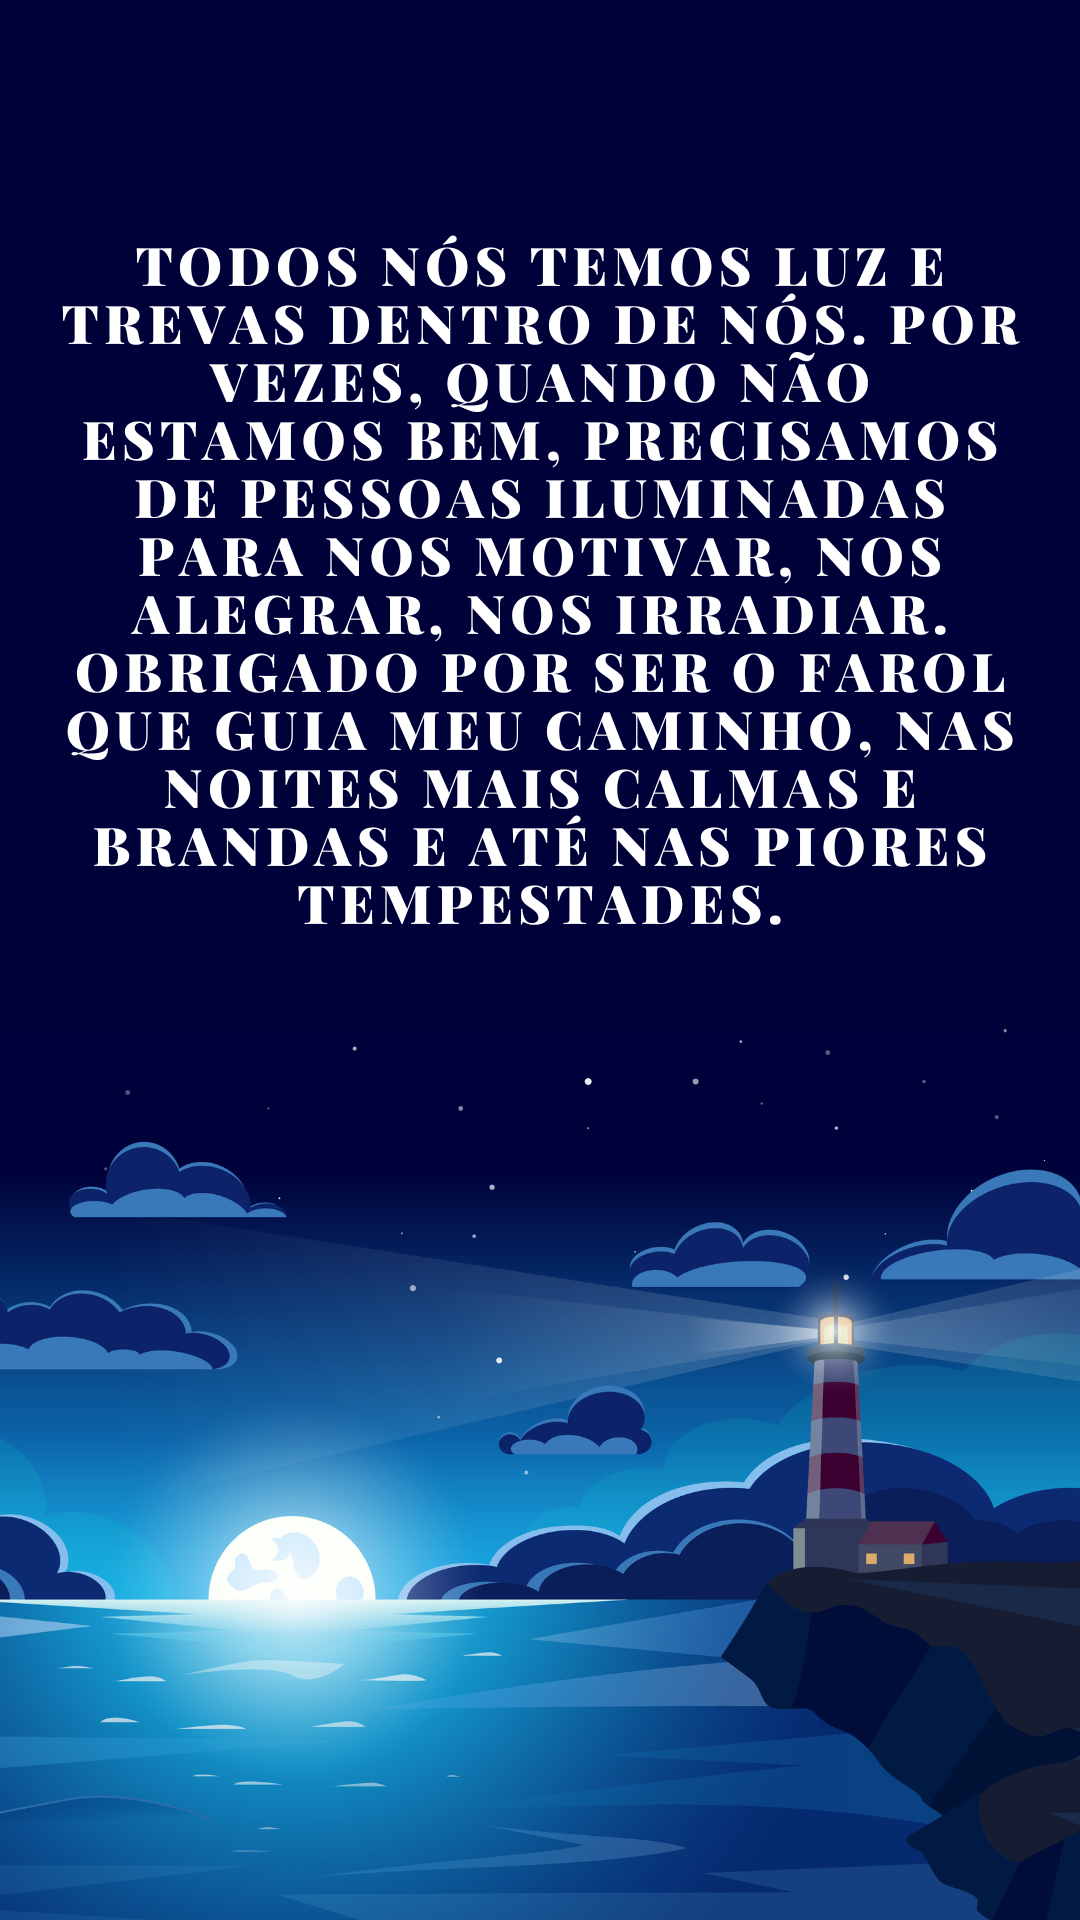 TODOS NÓS TEMOS LUZ E
TREVAS DENTRO DE NÓS. POR
VEZES, QUANDO NÃO
ESTAMOS BEM, PRECISAMOS
DE PESSOAS ILUMINADAS
PARA NOS MOTIVAR, NOS
ALEGRAR, NOS IRRADIAR.
OBRIGADO POR SER O FAROL
QUE GUIA MEU CAMINHO, NAS
NOITES MAIS CALMAS E
BRANDAS E ATÉ NAS PIORES
TEMPESTADES.